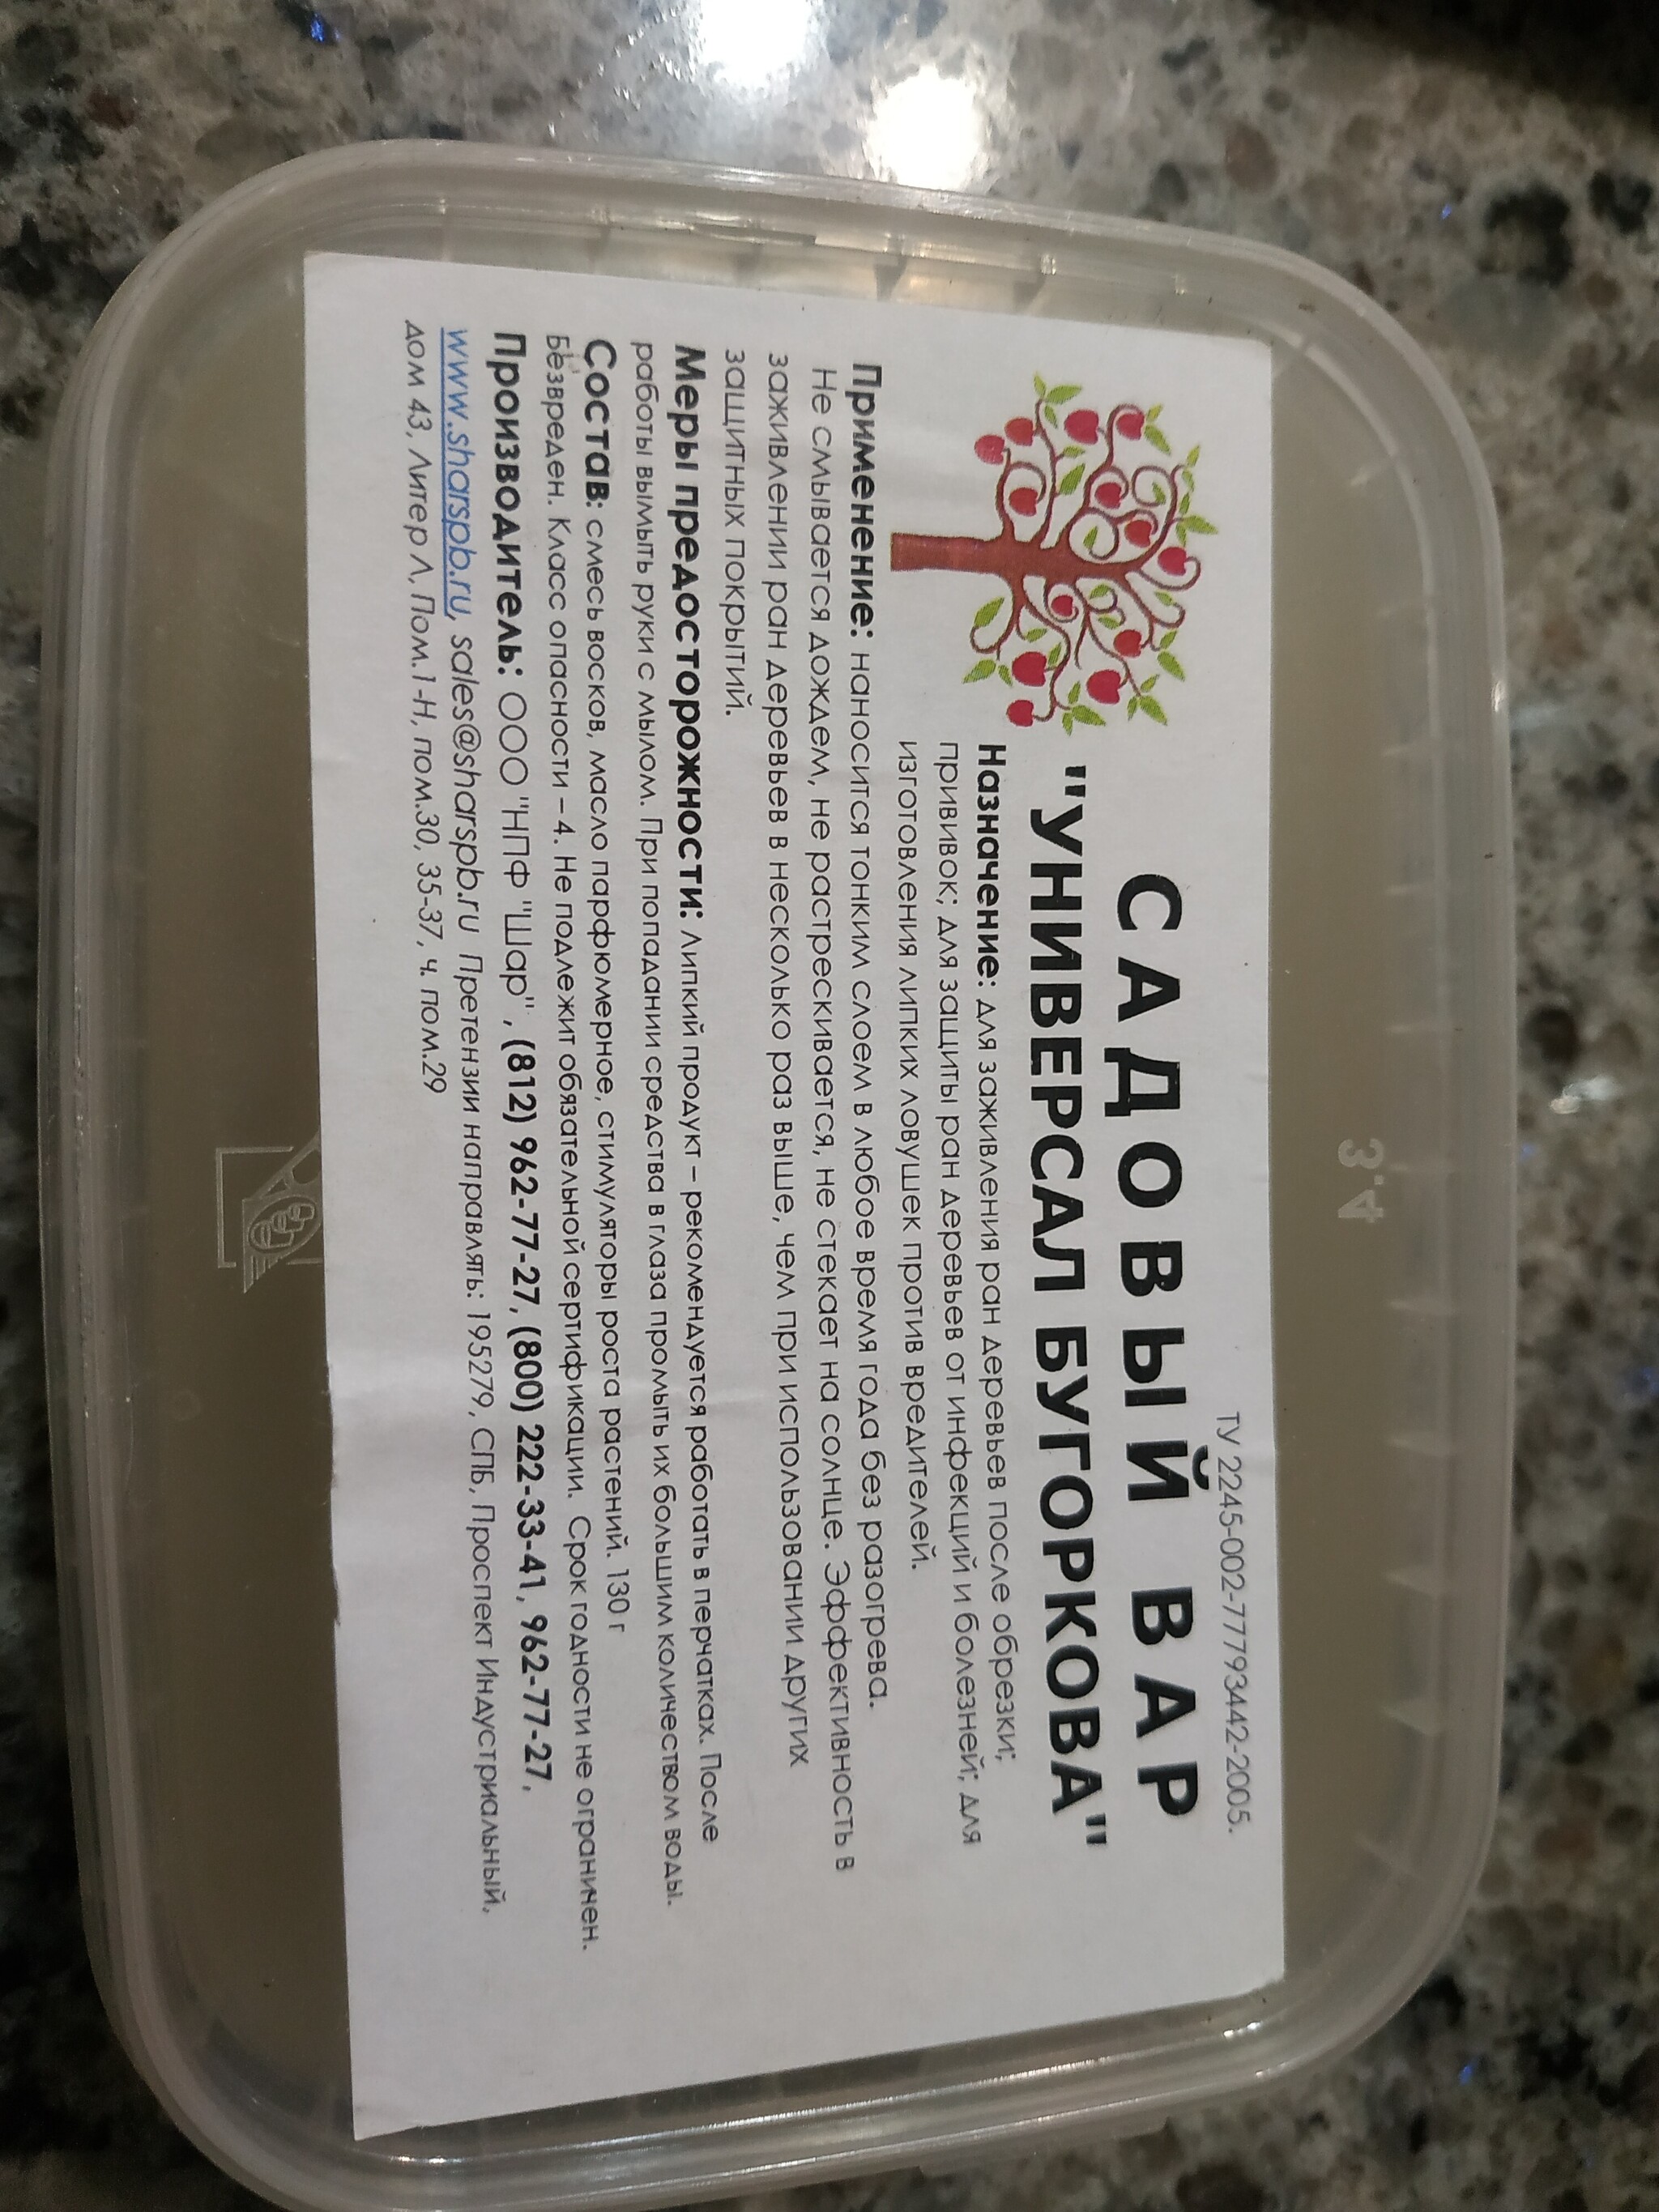 ТУ 2245-002-77793442-2005.
САДОВЫЙ ВАР
"УНИВЕРСАЛ БУГОРКОВА"
Назначение: для заживления ран деревьев после обрезки;
прививок; для защиты ран деревьев от инфекций и болезней; для
изготовления липких ловушек против вредителей.
Применение: наносится тонким слоем в любое время года без разогрева.
Не смывается дождем, не растрескивается, не стекает на солнце. Эффективность в
заживлении ран деревьев в несколько раз выше, чем при использовании других
защитных покрытий.
Меры предосторожности: липкий продукт – рекомендуется работать в перчатках. После
работы вымыть руки с мылом. При попадании средства в глаза промыть их большим количеством воды.
Состав: смесь восков, масло парфюмерное, стимуляторы роста растений. 130 г
Безвреден. Класс опасности – 4. Не подлежит обязательной сертификации. Срок годности не ограничен.
Производитель: ООО "НПФ "Шар" , (812) 962-77-27, (800) 222-33-41, 962-77-27,
www.sharspb.ru, sales@sharspb.ru Претензии направлять: 195279, СПБ, Проспект Индустриальный,
дом 43, Литер Л, Пом.1-Н, пом.30, 35-37, ч. пом.29